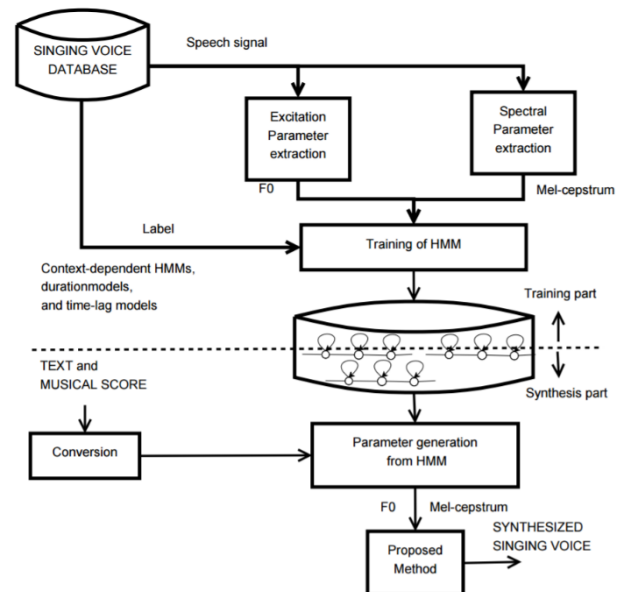 SINGING VOICE
DATABASE
Speech signal
Excitation
Parameter
extraction
Spectral
Parameter
extraction
F0
Mel-cepstrum
Label
Training of HMM
Context-dependent HMMs,
durationmodels,
and time-lag models
Training part
TEXT and
MUSICAL SCORE
Synthesis part
Conversion
Parameter generation
from HMM
F0
Mel-cepstrum
Proposed
Method
SYNTHESIZED
SINGING VOICE